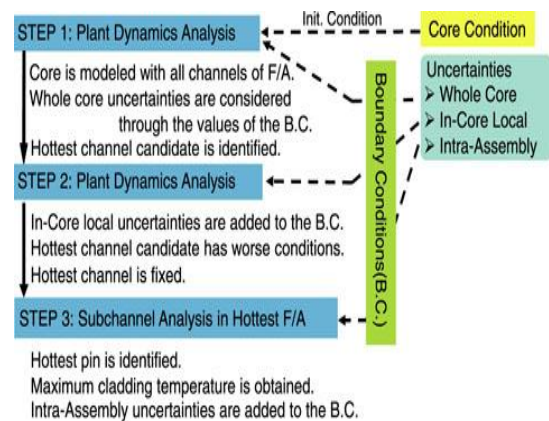 STEP 1: Plant Dynamics Analysis
Init. Condition
Core Condition
Core is modeled with all channels of F/A.
Whole core uncertainties are considered
through the values of the B.C.
Hottest channel candidate is identified.
Uncertainties
➢ Whole Core
➢ In-Core Local
➢ Intra-Assembly
Boundary Conditions(B.C.)
STEP 2: Plant Dynamics Analysis
In-Core local uncertainties are added to the B.C.
Hottest channel candidate has worse conditions.
Hottest channel is fixed.
STEP 3: Subchannel Analysis in Hottest F/A
Hottest pin is identified.
Maximum cladding temperature is obtained.
Intra-Assembly uncertainties are added to the B.C.